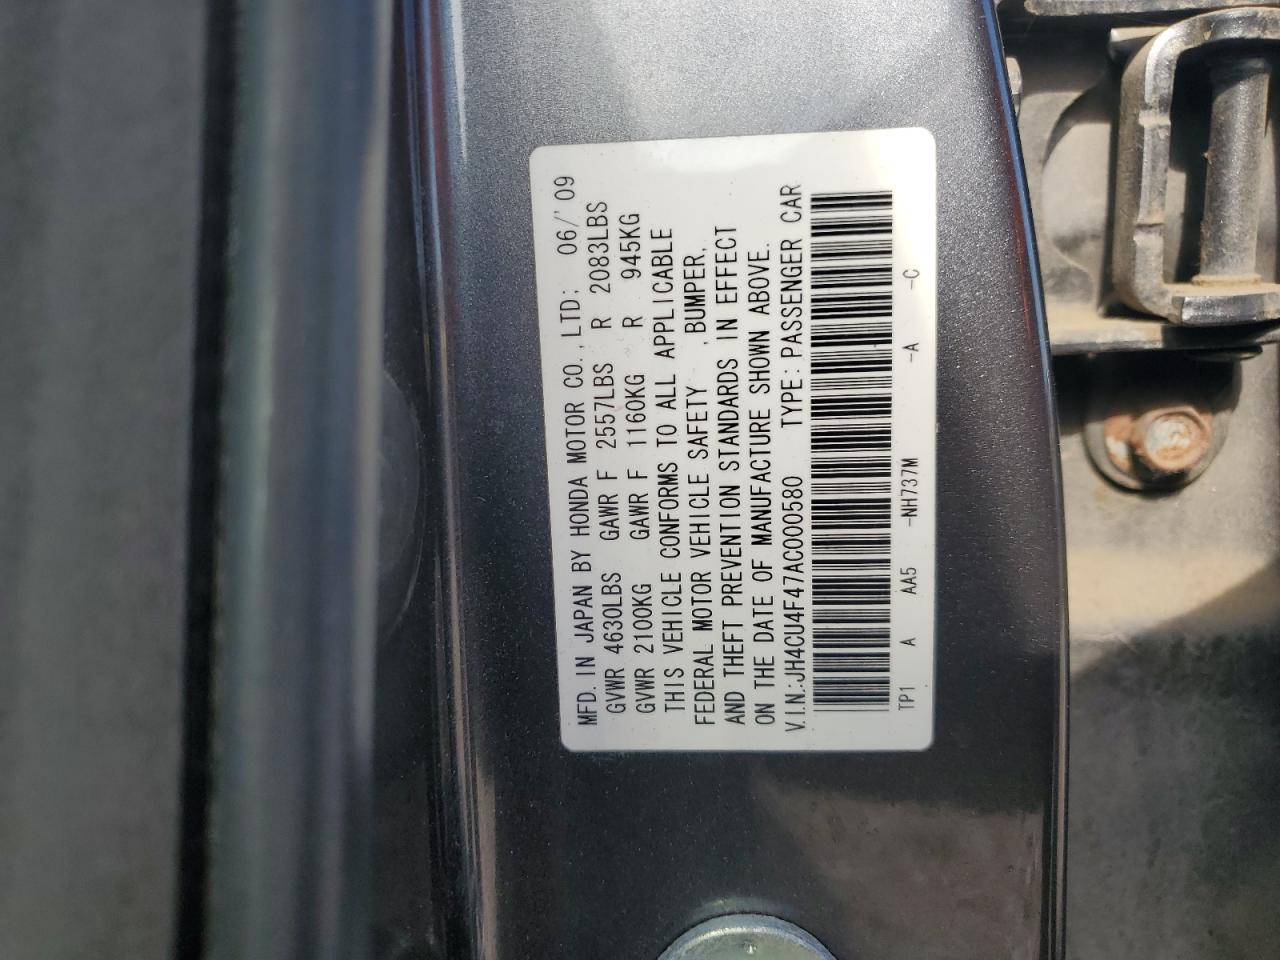 MFD. IN JAPAN BY HONDA MOTOR CO., LTD; 06/'09
GVWR 4630LBS GAWR F 2557LBS R 2083LBS
GVWR 2100KG GAWR F 1160KG R 945KG
THIS VEHICLE CONFORMS TO ALL APPLICABLE
FEDERAL MOTOR VEHICLE SAFETY , BUMPER,
AND THEFT PREVENTION STANDARDS IN EFFECT
ON THE DATE OF MANUFACTURE SHOWN ABOVE.
V.I.N.:JH4CU4F47AC000580 TYPE: PASSENGER CAR
TP1 A AA5 -NH737M -A -C